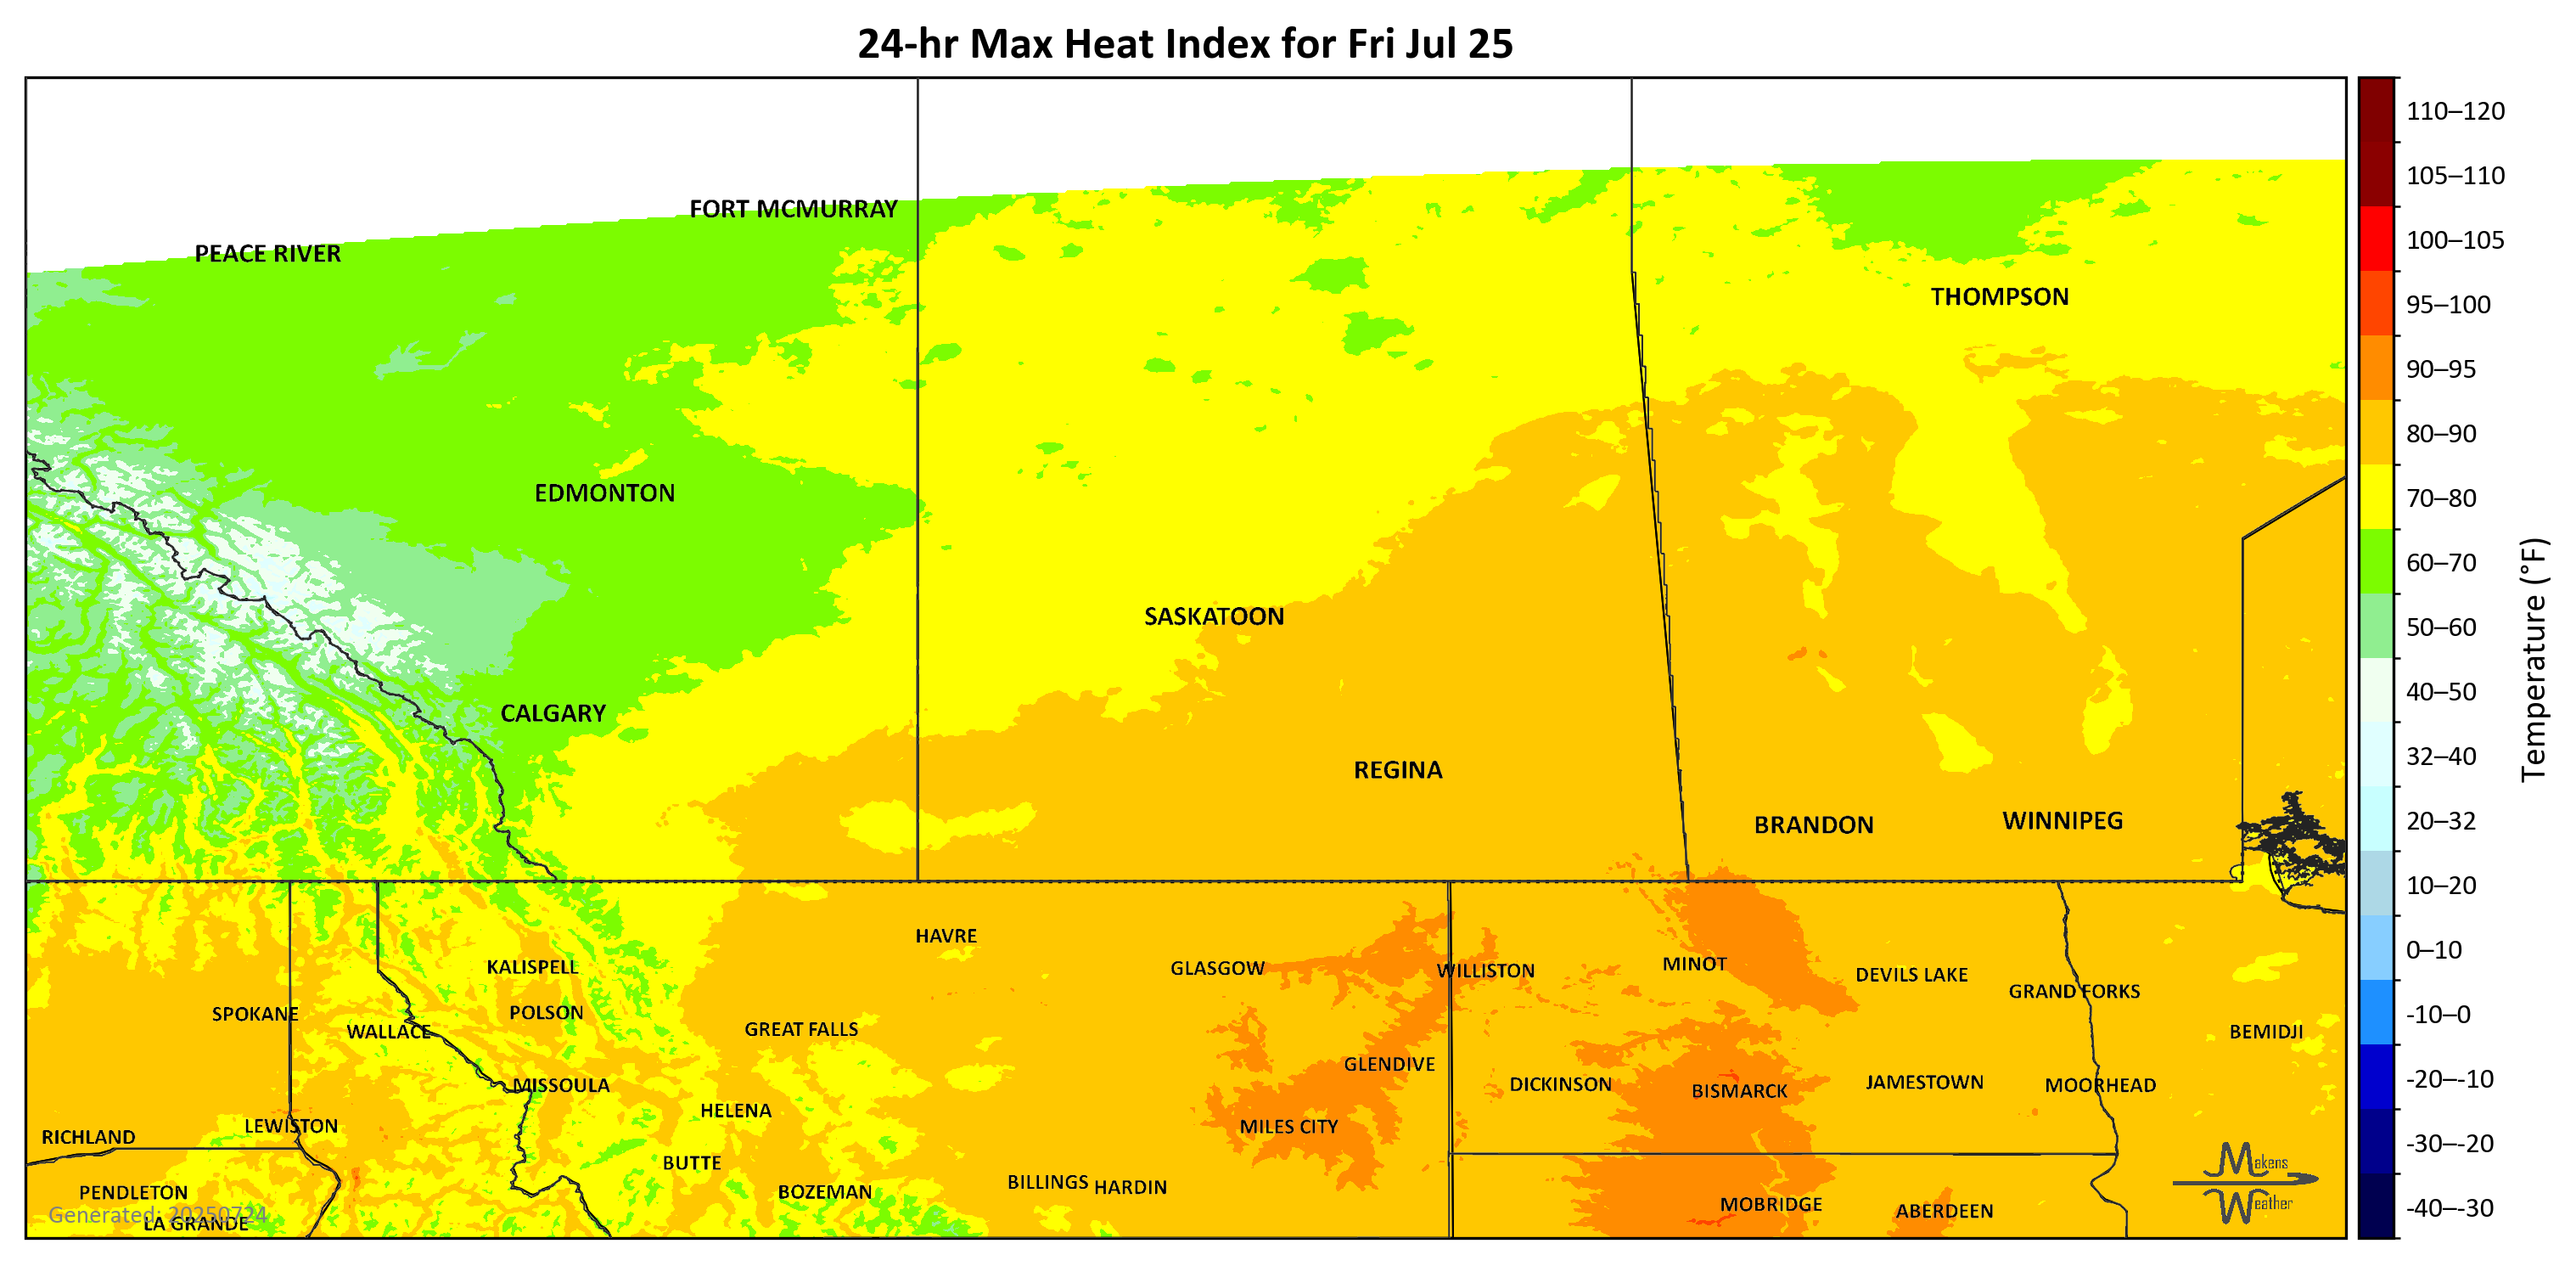 24-hr Max Heat Index for Fri Jul 25
110–120
105–110
100–105
95–100
90–95
80–90
70–80
60–70
50–60
40–50
32–40
20–32
10–20
0–10
-10–0
-20–-10
-30–-20
-40–-30
Temperature (°F)
FORT MCMURRAY
PEACE RIVER
THOMPSON
EDMONTON
SASKATOON
CALGARY
REGINA
BRANDON
WINNIPEG
HAVRE
KALISPELL
GLASGOW
WILLISTON
MINOT
DEVILS LAKE
GRAND FORKS
SPOKANE
POLSON
WALLACE
GREAT FALLS
BEMIDJI
GLENDIVE
MISSOULA
DICKINSON
BISMARCK
JAMESTOWN
MOORHEAD
HELENA
LEWISTON
MILES CITY
RICHLAND
BUTTE
PENDLETON
BOZEMAN
BILLINGS
HARDIN
MOBRIDGE
ABERDEEN
Generated: 20250724
LA GRANDE
Makens
Weather